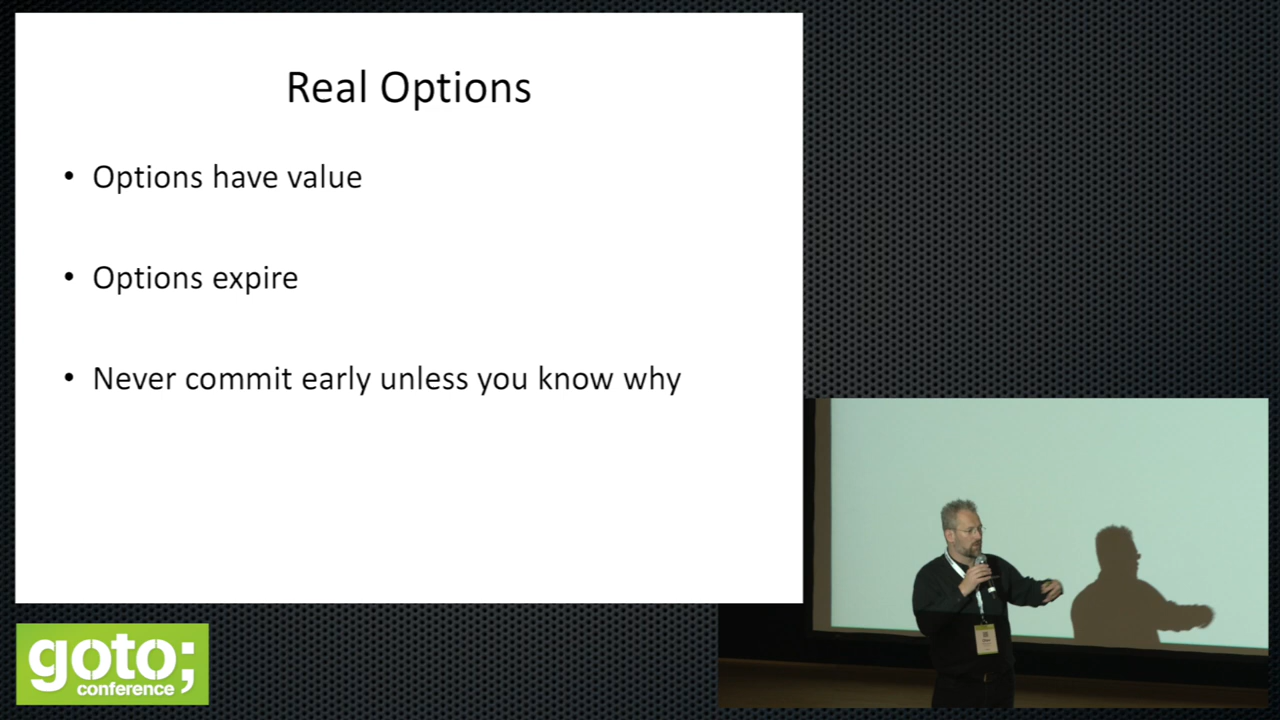 Real Options
• Options have value
• Options expire
• Never commit early unless you know why
goto;
conference